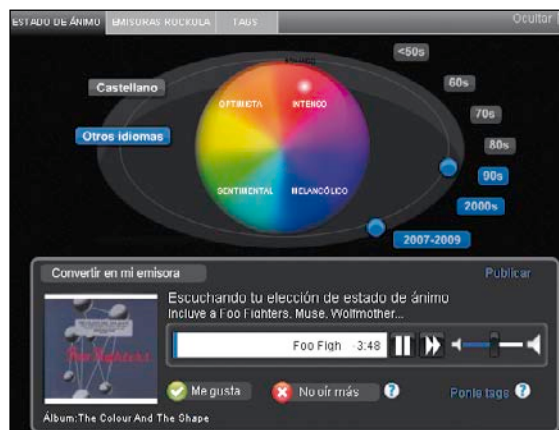 ESTADO DE ÁNIMO
EMISORAS ROCKOLA
TAGS
Ocultar
<50s
60s
70s
80s
90s
2000s
2007-2009
Castellano
Otros idiomas
OPTIMISTA
INTENSO
SENTIMENTAL
MELANCÓLICO
Convertir en mi emisora
Publicar
Escuchando tu elección de estado de ánimo
Incluye a Foo Fighters, Muse, Wolfmother...
Foo Figh -3:48
Me gusta
No oír más
?
Ponle tags ?
Foo Fighters
Álbum:The Colour And The Shape